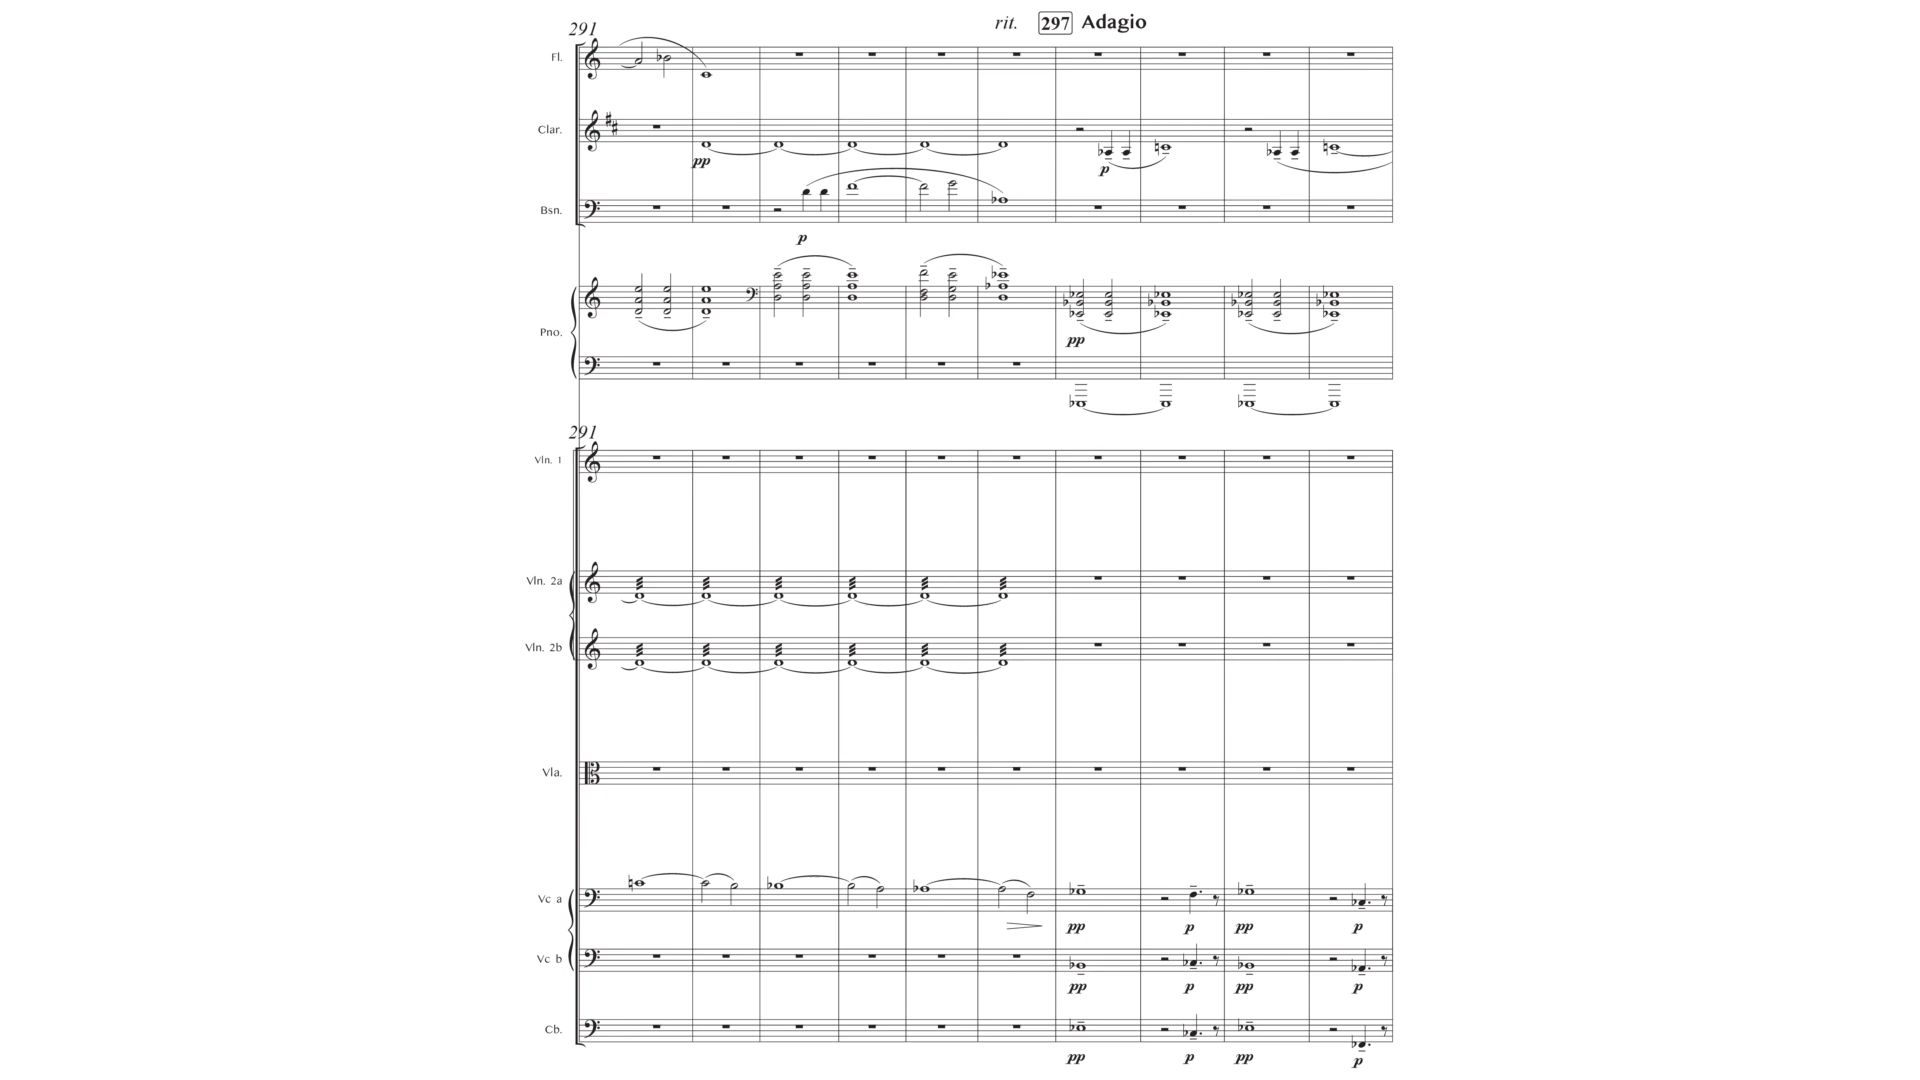 291 rit. 297 Adagio
Fl.
Clar.
pp p
Bsn.
p
Pno.
pp
291
Vln. 1
Vln. 2a
Vln. 2b
Vla.
Vc a
pp p pp p
Vc b
pp p pp p
Cb.
pp p pp p